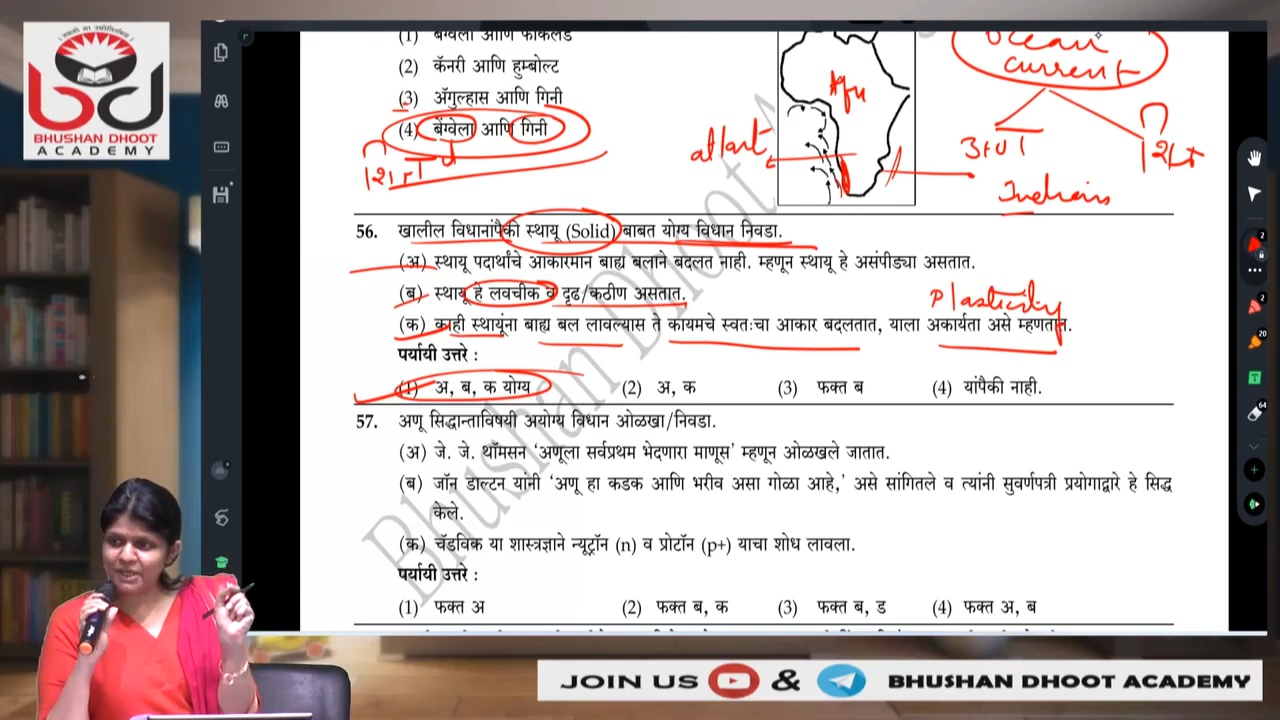 BHUSHAN DHOOT
ACADEMY
(1) बेंग्वेला आणि फॉकलंड
(2) कॅनरी आणि हुम्बोल्ट
(3) ॲगुल्हास आणि गिनी
(4) बेंग्वेला आणि गिनी
ocean
current
Afri
atlant
Indian
56. खालील विधानांपैकी स्थायू (Solid) बाबत योग्य विधान निवडा.
(अ) स्थायू पदार्थाचे आकारमान बाह्य बलाने बदलत नाही. म्हणून स्थायू हे असंपीड्या असतात.
(ब) स्थायू हे लवचीक व दृढ/कठीण असतात.
Plasticity
(क) काही स्थायूंना बाह्य बल लावल्यास ते कायमचे स्वतःचा आकार बदलतात, याला अकार्यता असे म्हणतात.
पर्यायी उत्तरे :
(1) अ, ब, क योग्य (2) अ, क (3) फक्त ब (4) यांपैकी नाही.
57. अणू सिद्धान्ताविषयी अयोग्य विधान ओळखा/निवडा.
(अ) जे. जे. थॉमसन ‘अणूला सर्वप्रथम भेदणारा माणूस’ म्हणून ओळखले जातात.
(ब) जॉन डाल्टन यांनी ‘अणू हा कडक आणि भरीव असा गोळा आहे,’ असे सांगितले व त्यांनी सुवर्णपत्री प्रयोगाद्वारे हे सिद्ध
केले.
(क) चॅडविक या शास्त्रज्ञाने न्यूट्रॉन (n) व प्रोटॉन (p+) याचा शोध लावला.
पर्यायी उत्तरे :
(1) फक्त अ (2) फक्त ब, क (3) फक्त ब, ड (4) फक्त अ, ब
Bhushan Dhoot
JOIN US & BHUSHAN DHOOT ACADEMY